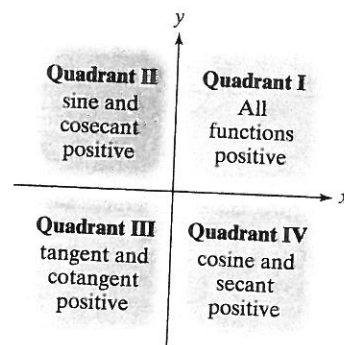 y
Quadrant II
sine and
cosecant
positive
Quadrant I
All
functions
positive
x
Quadrant III
tangent and
cotangent
positive
Quadrant IV
cosine and
secant
positive